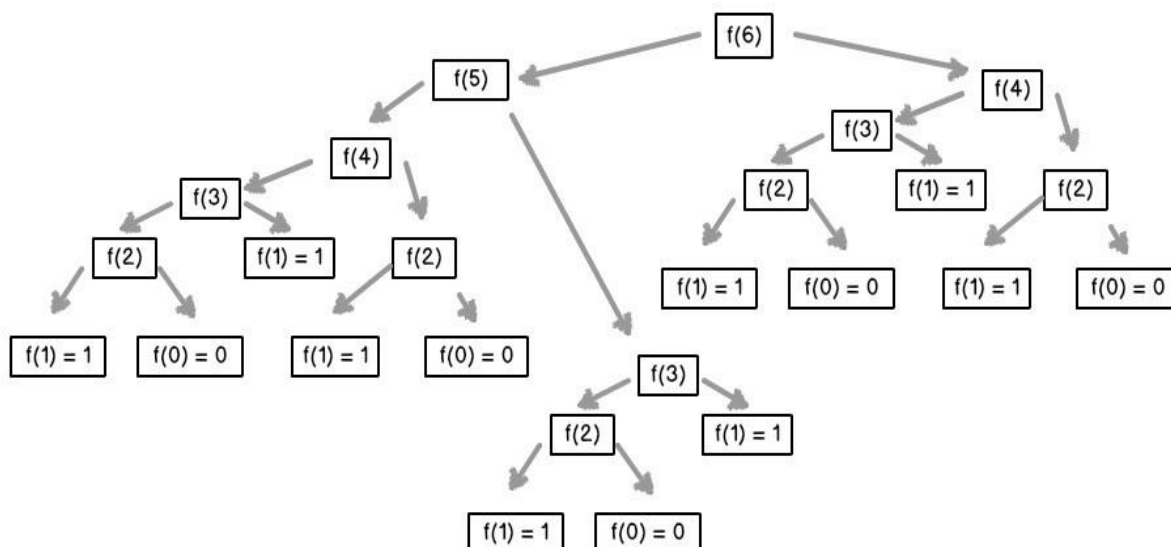 f(6)
f(5)
f(4)
f(3)
f(4)
f(2)
f(1) = 1
f(2)
f(3)
f(2)
f(1) = 1
f(2)
f(1) = 1
f(0) = 0
f(1) = 1
f(0) = 0
f(1) = 1
f(0) = 0
f(1) = 1
f(0) = 0
f(3)
f(2)
f(1) = 1
f(1) = 1
f(0) = 0